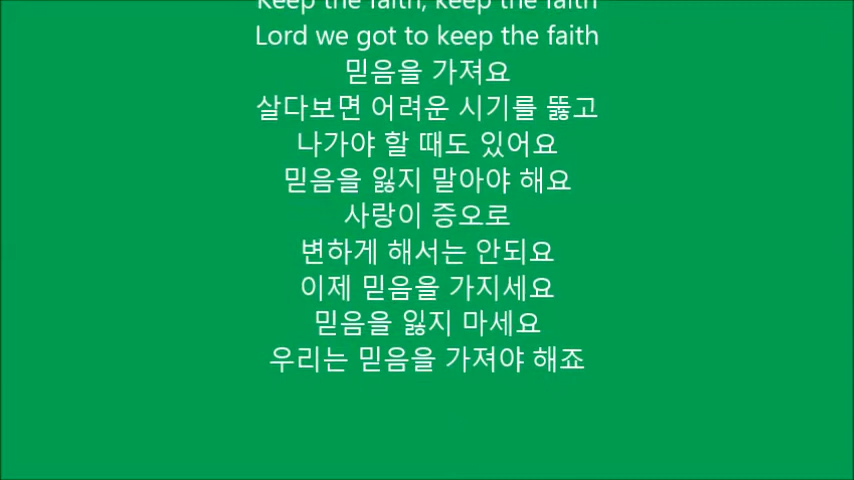 Keep the faith, keep the faith
Lord we got to keep the faith
믿음을 가져요
살다보면 어려운 시기를 뚫고
나가야 할 때도 있어요
믿음을 잃지 말아야 해요
사랑이 증오로
변하게 해서는 안되요
이제 믿음을 가지세요
믿음을 잃지 마세요
우리는 믿음을 가져야 해죠